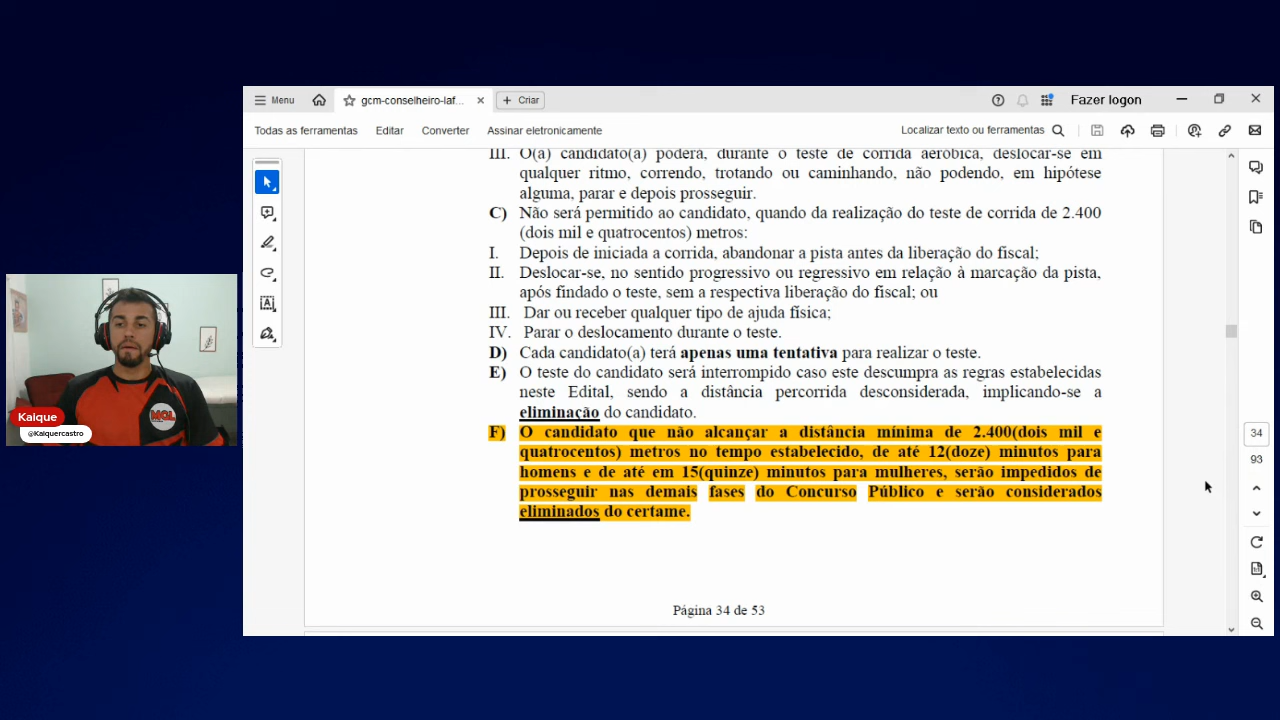 Menu
gcm-conselheiro-laf...
Criar
Fazer logon
Todas as ferramentas
Editar
Converter
Assinar eletronicamente
Localizar texto ou ferramentas
III. O(a) candidato(a) poderá, durante o teste de corrida aeróbica, deslocar-se em
qualquer ritmo, correndo, trotando ou caminhando, não podendo, em hipótese
alguma, parar e depois prosseguir.
C) Não será permitido ao candidato, quando da realização do teste de corrida de 2.400
(dois mil e quatrocentos) metros:
I. Depois de iniciada a corrida, abandonar a pista antes da liberação do fiscal;
II. Deslocar-se, no sentido progressivo ou regressivo em relação à marcação da pista,
após findado o teste, sem a respectiva liberação do fiscal; ou
III. Dar ou receber qualquer tipo de ajuda física;
IV. Parar o deslocamento durante o teste.
D) Cada candidato(a) terá apenas uma tentativa para realizar o teste.
E) O teste do candidato será interrompido caso este descumpra as regras estabelecidas
neste Edital, sendo a distância percorrida desconsiderada, implicando-se a
eliminação do candidato.
F) O candidato que não alcançar a distância mínima de 2.400(dois mil e
quatrocentos) metros no tempo estabelecido, de até 12(doze) minutos para
homens e de até em 15(quinze) minutos para mulheres, serão impedidos de
prosseguir nas demais fases do Concurso Público e serão considerados
eliminados do certame.
Página 34 de 53
34
93
MGL
Kaique
@Kaiquercastro